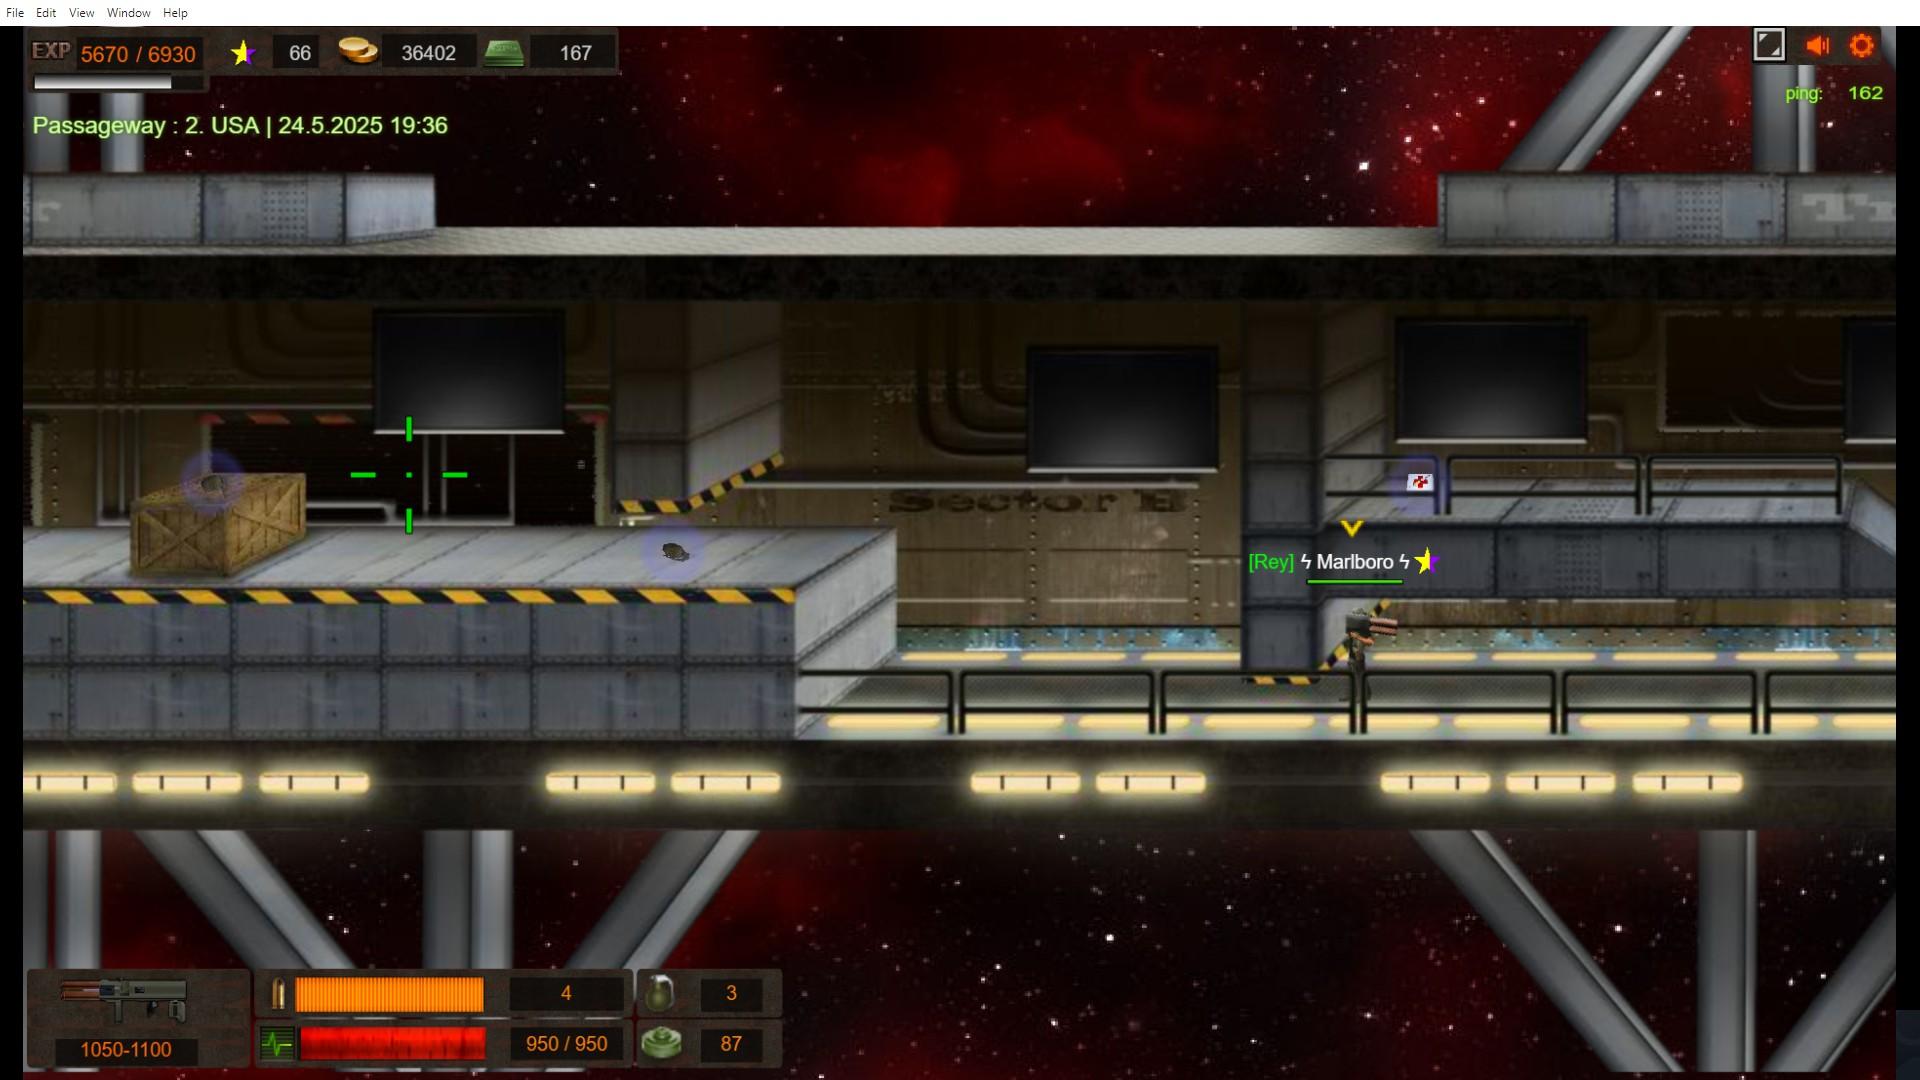 File Edit View Window Help
EXP 5670 / 6930 66 36402 167
ping: 162
Passageway : 2. USA | 24.5.2025 19:36
Sector B
[Rey] ϟ Marlboro ϟ
4 3
1050-1100 950 / 950 87